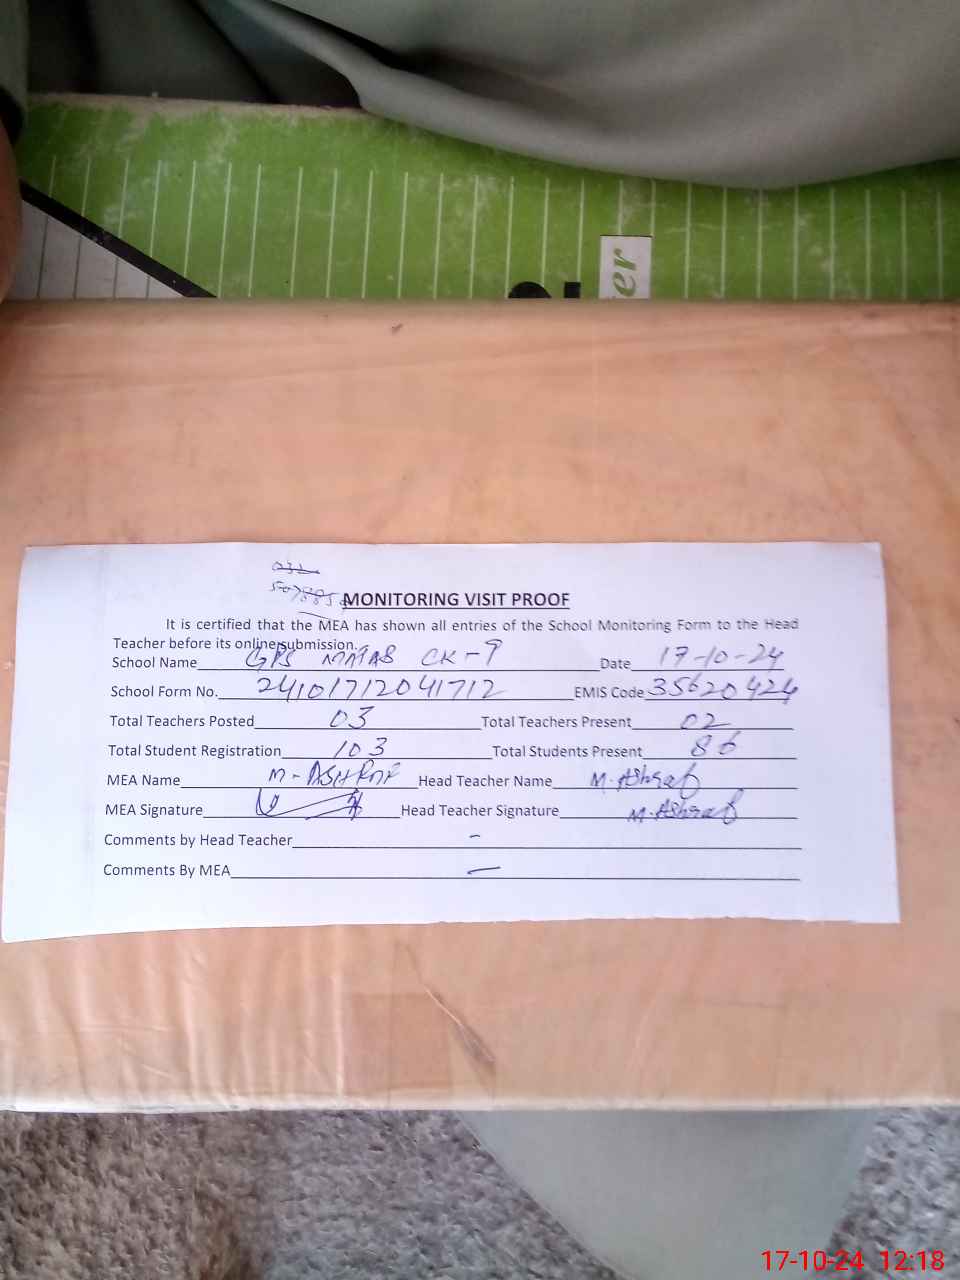 er
MONITORING VISIT PROOF
It is certified that the MEA has shown all entries of the School Monitoring Form to the Head
Teacher before its online submission.
School Name GPS CK-9 Date 17-10-24
School Form No. 24101712041712 EMIS Code 35620424
Total Teachers Posted 03 Total Teachers Present 02
Total Student Registration 103 Total Students Present 86
MEA Name M-ASHRAF Head Teacher Name M.Ashraf
MEA Signature Head Teacher Signature M.Ashraf
Comments by Head Teacher -
Comments By MEA —
17-10-24 12:18